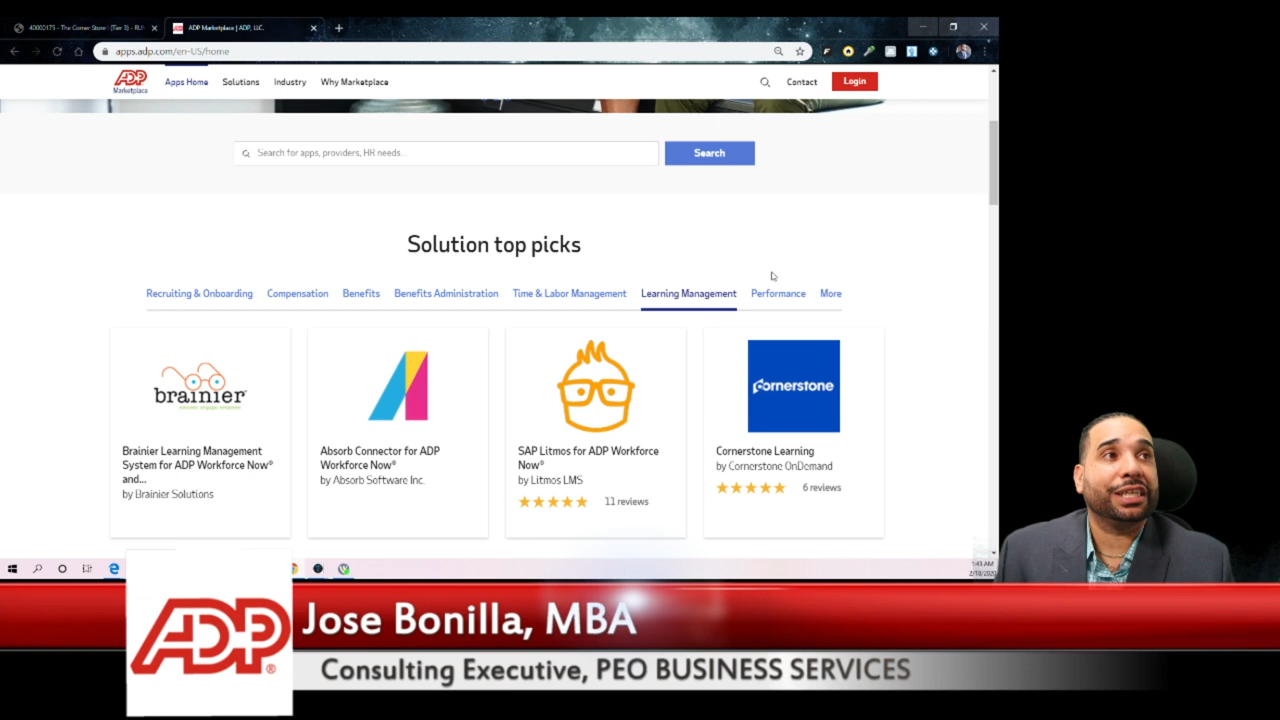 40000175 - The Corner Store | (Tier 3) - RU
ADP Marketplace | ADP, LLC.
apps.adp.com/en-US/home
ADP
Marketplace
Apps Home
Solutions
Industry
Why Marketplace
Contact
Login
Search for apps, providers, HR needs...
Search
Solution top picks
Recruiting & Onboarding
Compensation
Benefits
Benefits Administration
Time & Labor Management
Learning Management
Performance
More
brainier
Brainier Learning Management
System for ADP Workforce Now®
and...
by Brainier Solutions
Absorb Connector for ADP
Workforce Now®
by Absorb Software Inc.
SAP Litmos for ADP Workforce
Now®
by Litmos LMS
11 reviews
cornerstone
Cornerstone Learning
by Cornerstone OnDemand
6 reviews
1:43 AM
2/18/2020
ADP®
Jose Bonilla, MBA
Consulting Executive, PEO BUSINESS SERVICES